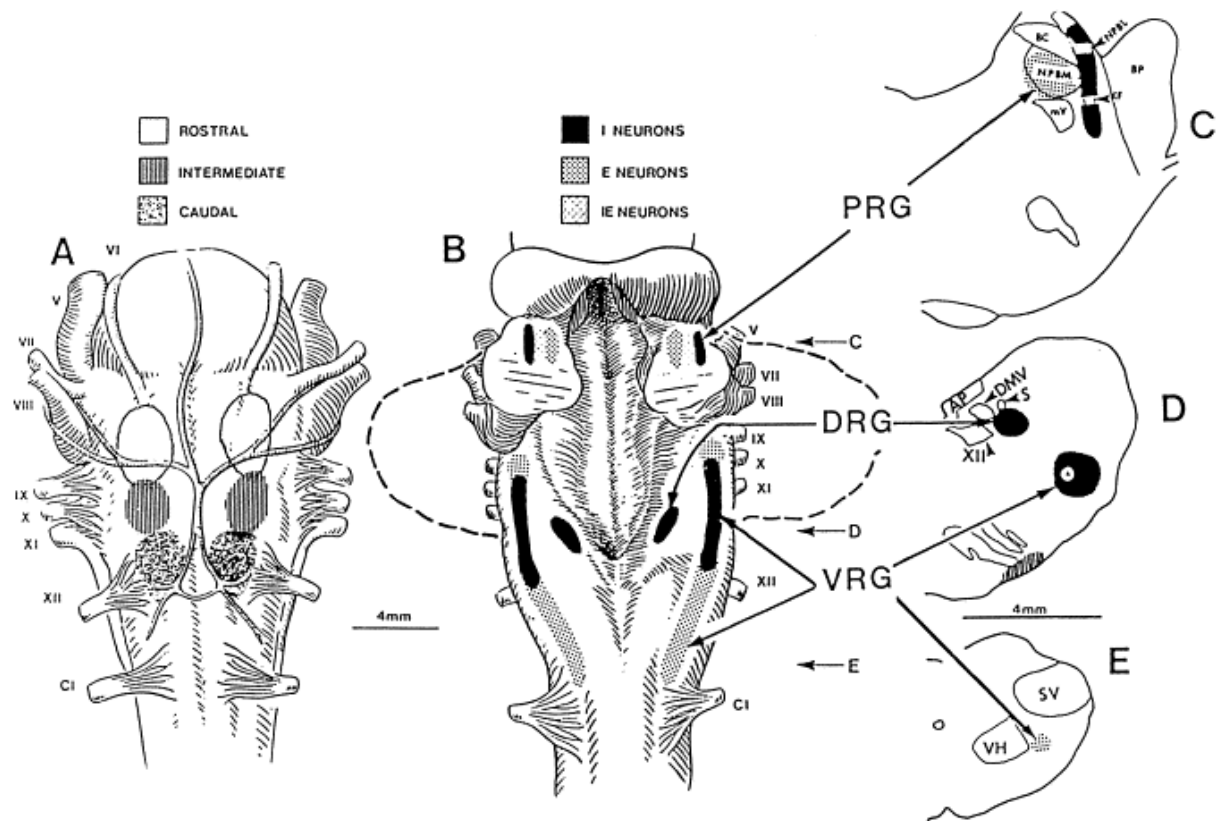 ROSTRAL
INTERMEDIATE
CAUDAL
I NEURONS
E NEURONS
IE NEURONS
A
VI
V
VII
VIII
IX
X
XI
XII
CI
4mm
B
V
VII
VIII
IX
X
XI
XII
CI
C
D
E
PRG
DRG
VRG
BC
NPBL
NPBM
BP
KF
mV
C
AP
DMV
S
XII
D
4mm
E
SV
VH